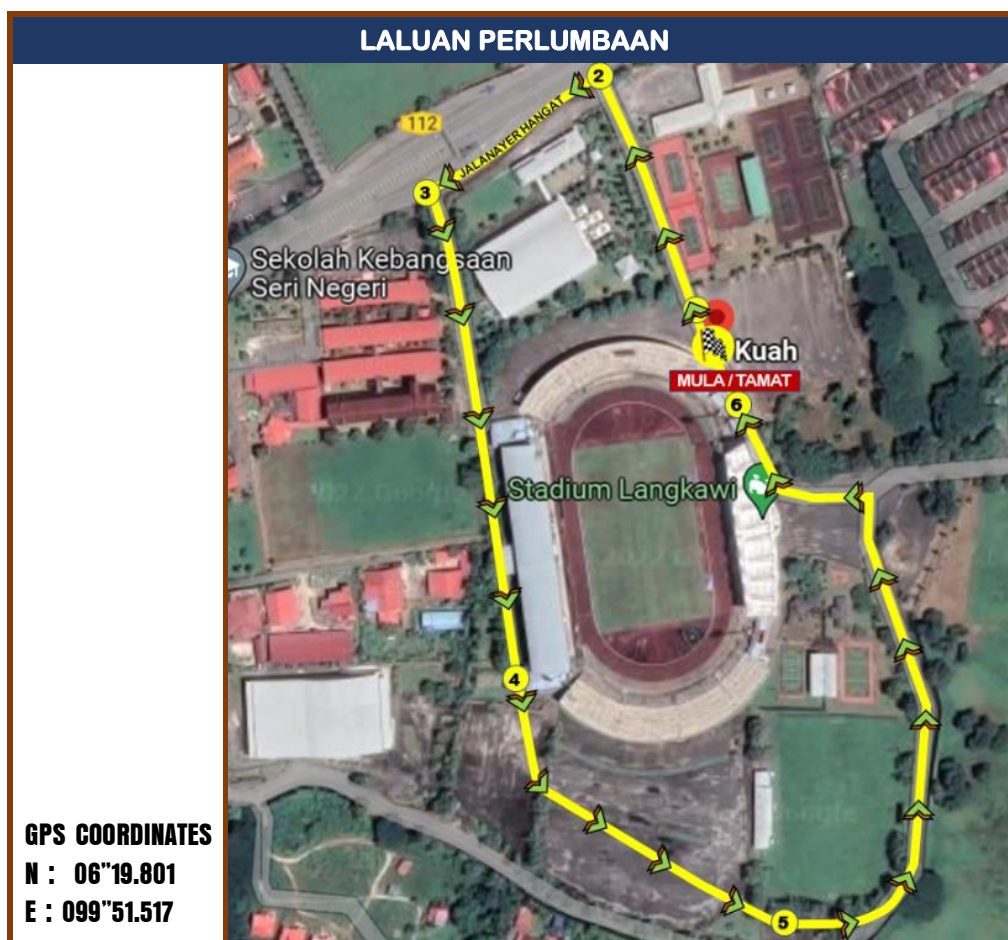 LALUAN PERLUMBAAN
2
112
JALAN AYER HANGAT
3
Sekolah Kebangsaan
Seri Negeri
Kuah
MULA / TAMAT
6
Stadium Langkawi
4
5
GPS COORDINATES
N : 06"19.801
E : 099"51.517